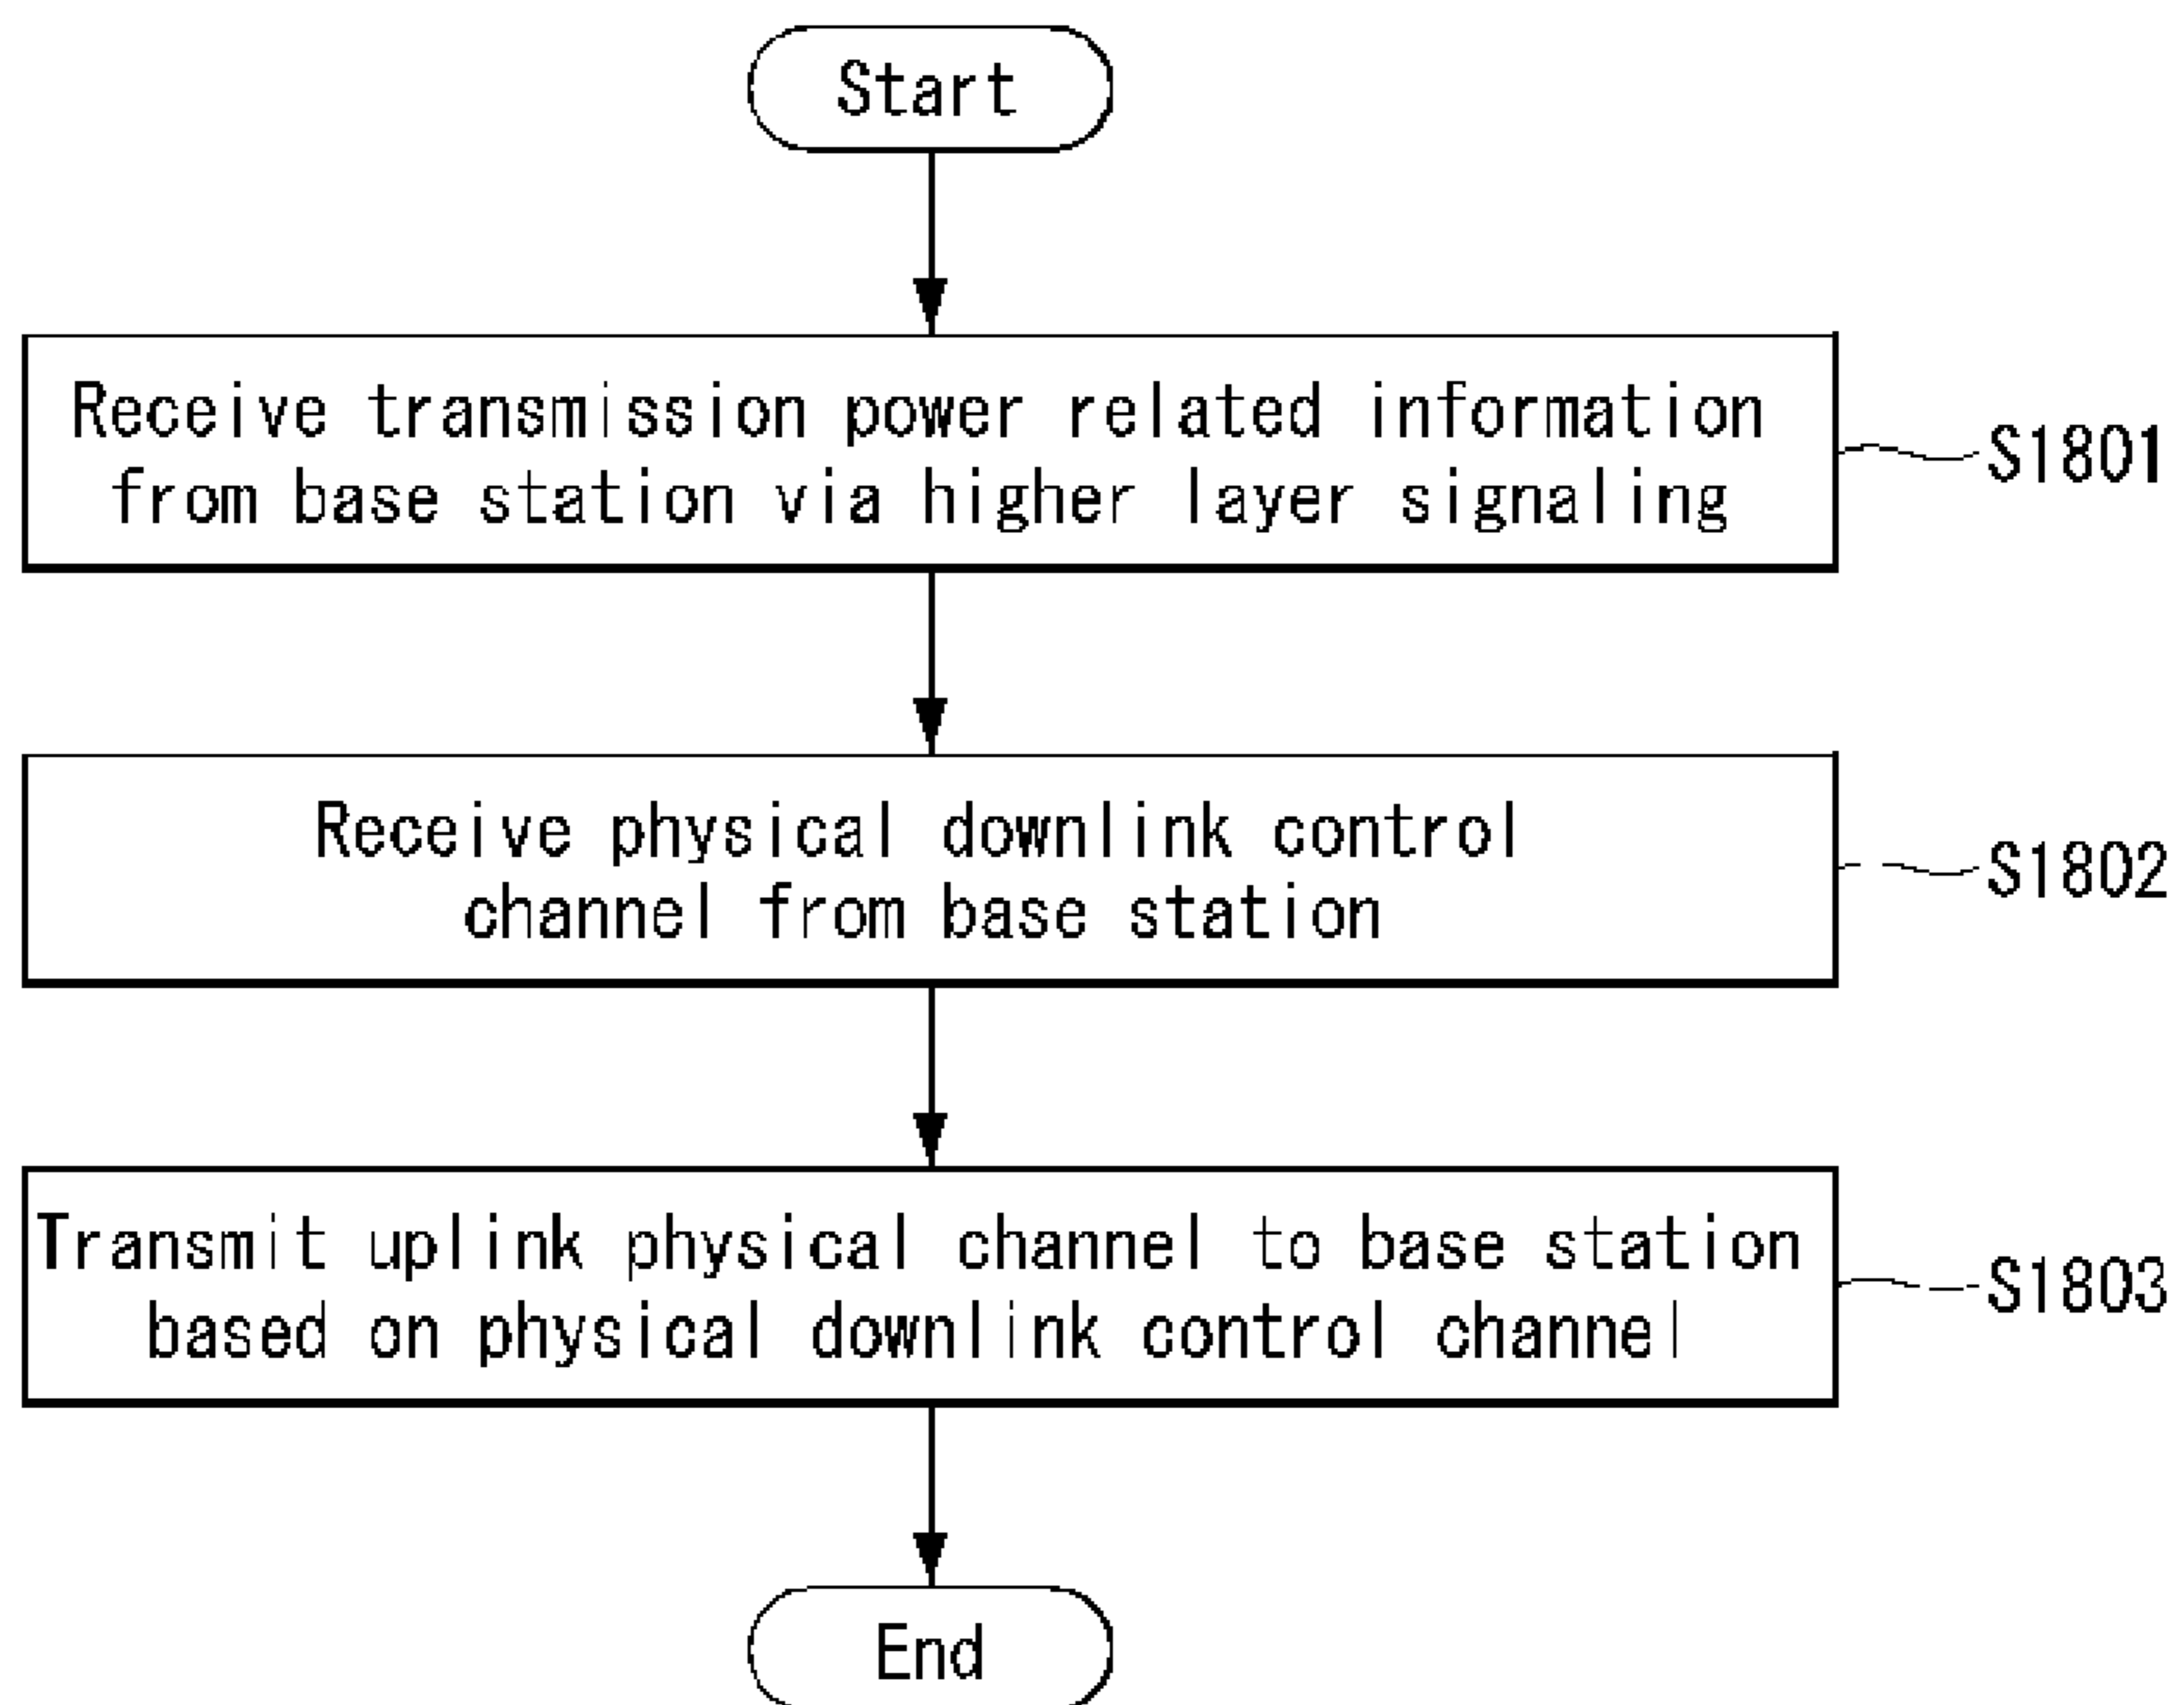 Start
Receive transmission power related information
from base station via higher layer signaling
S1801
Receive physical downlink control
channel from base station
S1802
Transmit uplink physical channel to base station
based on physical downlink control channel
S1803
End